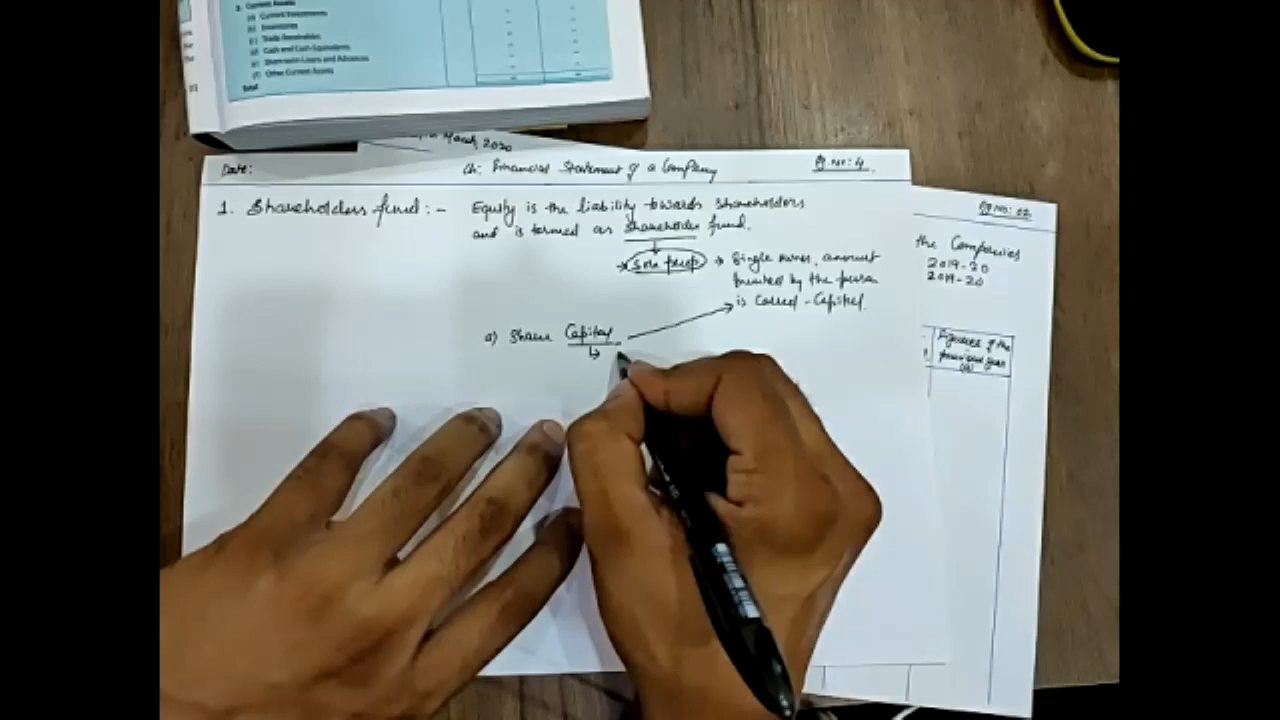 3. Current Assets
(a) Current Investments
(b) Inventories
(c) Trade Receivables
(d) Cash and Cash Equivalents
(e) Short-term Loans and Advances
(f) Other Current Assets
Total
March, 2020
Date:
Ch: Financial Statement of a Company
Pg.no: 4
1. Shareholders fund :-
Equity is the liability towards shareholders
and is termed as shareholder fund.
→ Sole prop → Single owner, amount
invested by the person
is called - Capital.
a) Share Capital
Pg No: 02
the Companies
2019-20
2019-20
Figures of the
previous year